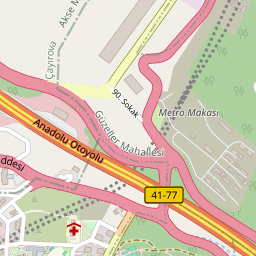 Akse M
Çayırova
90. Sokak
Metro Makası
Güzeller Mahallesi
Anadolu Otoyolu
ddesi
41-77